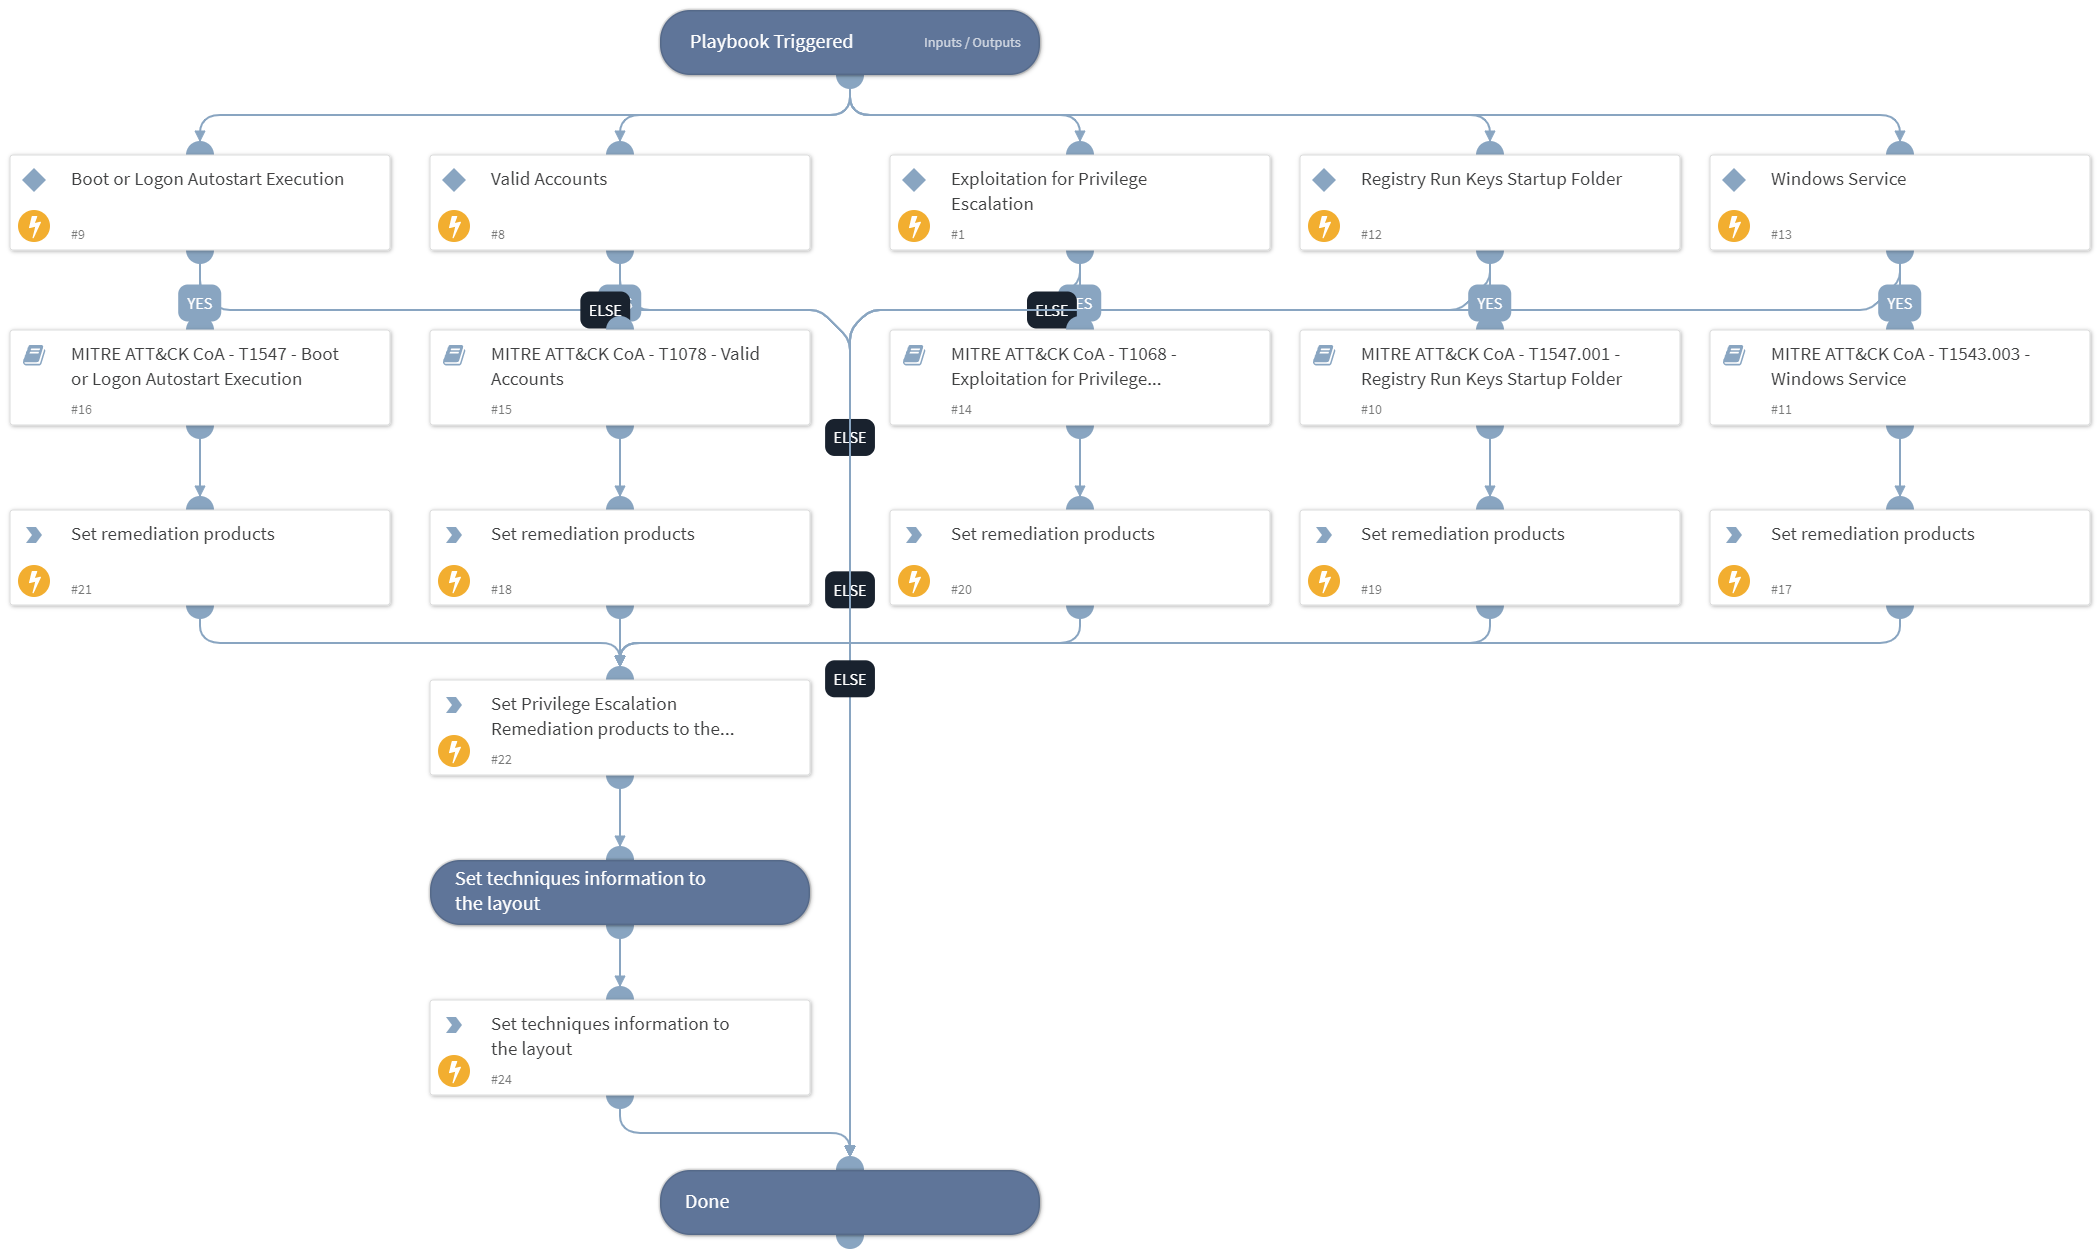 Playbook Triggered
Inputs / Outputs
Boot or Logon Autostart Execution
#9
Valid Accounts
#8
Exploitation for Privilege
Escalation
#1
Registry Run Keys Startup Folder
#12
Windows Service
#13
YES
ELSE
ELSE
YES
YES
MITRE ATT&CK CoA - T1547 - Boot
or Logon Autostart Execution
#16
MITRE ATT&CK CoA - T1078 - Valid
Accounts
#15
MITRE ATT&CK CoA - T1068 -
Exploitation for Privilege...
#14
MITRE ATT&CK CoA - T1547.001 -
Registry Run Keys Startup Folder
#10
MITRE ATT&CK CoA - T1543.003 -
Windows Service
#11
ELSE
Set remediation products
#21
Set remediation products
#18
ELSE
Set remediation products
#20
Set remediation products
#19
Set remediation products
#17
ELSE
Set Privilege Escalation
Remediation products to the...
#22
Set techniques information to
the layout
Set techniques information to
the layout
#24
Done